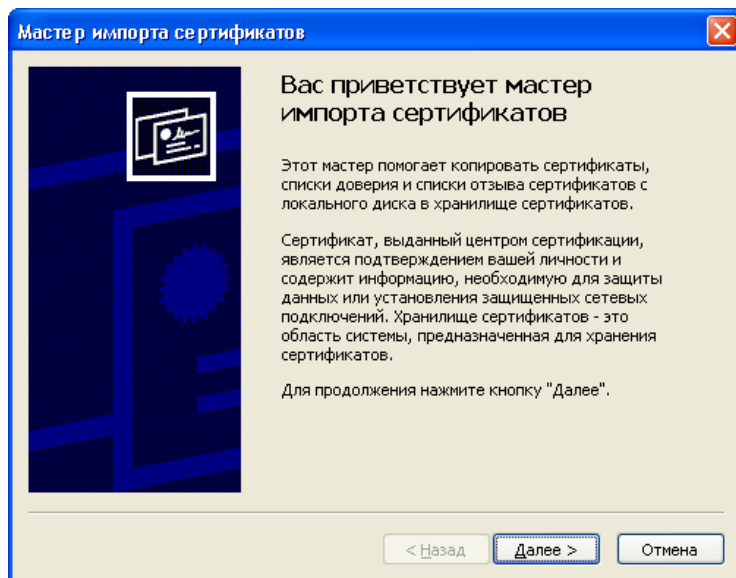 Мастер импорта сертификатов
Вас приветствует мастер
импорта сертификатов
Этот мастер помогает копировать сертификаты,
списки доверия и списки отзыва сертификатов с
локального диска в хранилище сертификатов.
Сертификат, выданный центром сертификации,
является подтверждением вашей личности и
содержит информацию, необходимую для защиты
данных или установления защищенных сетевых
подключений. Хранилище сертификатов - это
область системы, предназначенная для хранения
сертификатов.
Для продолжения нажмите кнопку "Далее".
< Назад Далее > Отмена